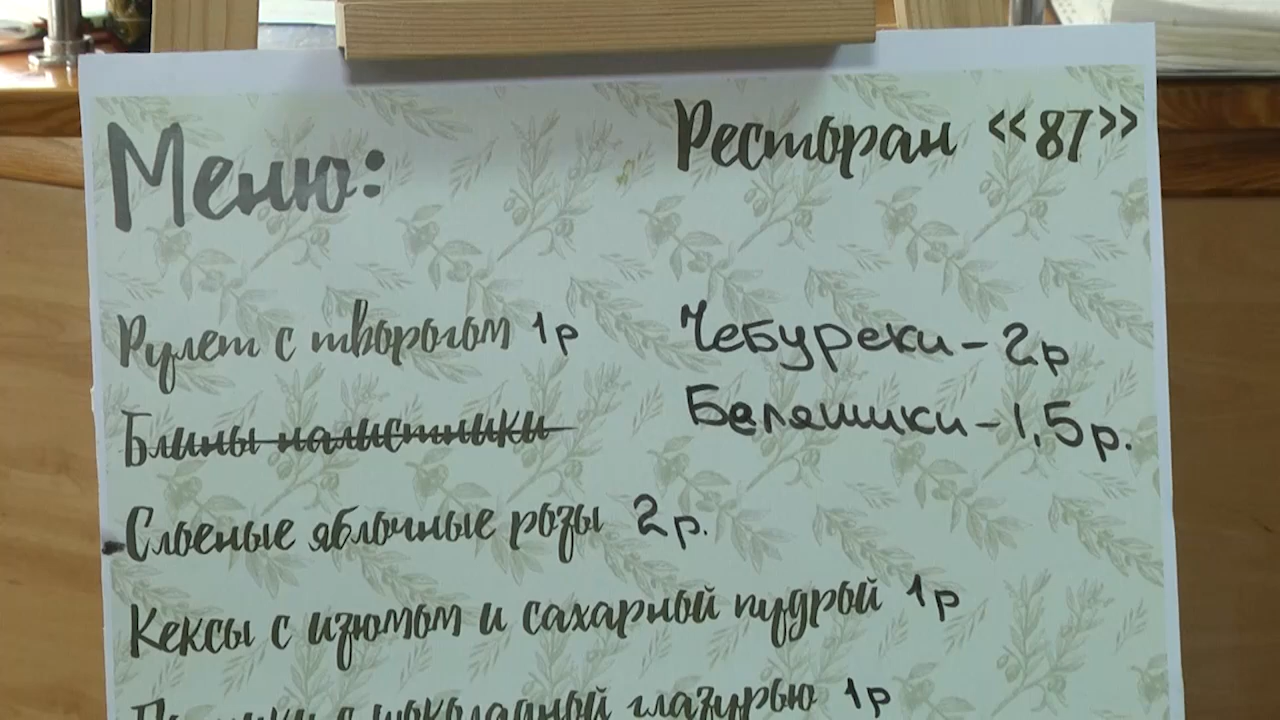 Меню:
Ресторан «87»
Рулет с творогом 1р
Блины налистники
Слоеные яблочные розы 2р.
Кексы с изюмом и сахарной пудрой 1р
с шоколадной глазурью 1р
Чебуреки - 2р
Беляшики - 1,5р.